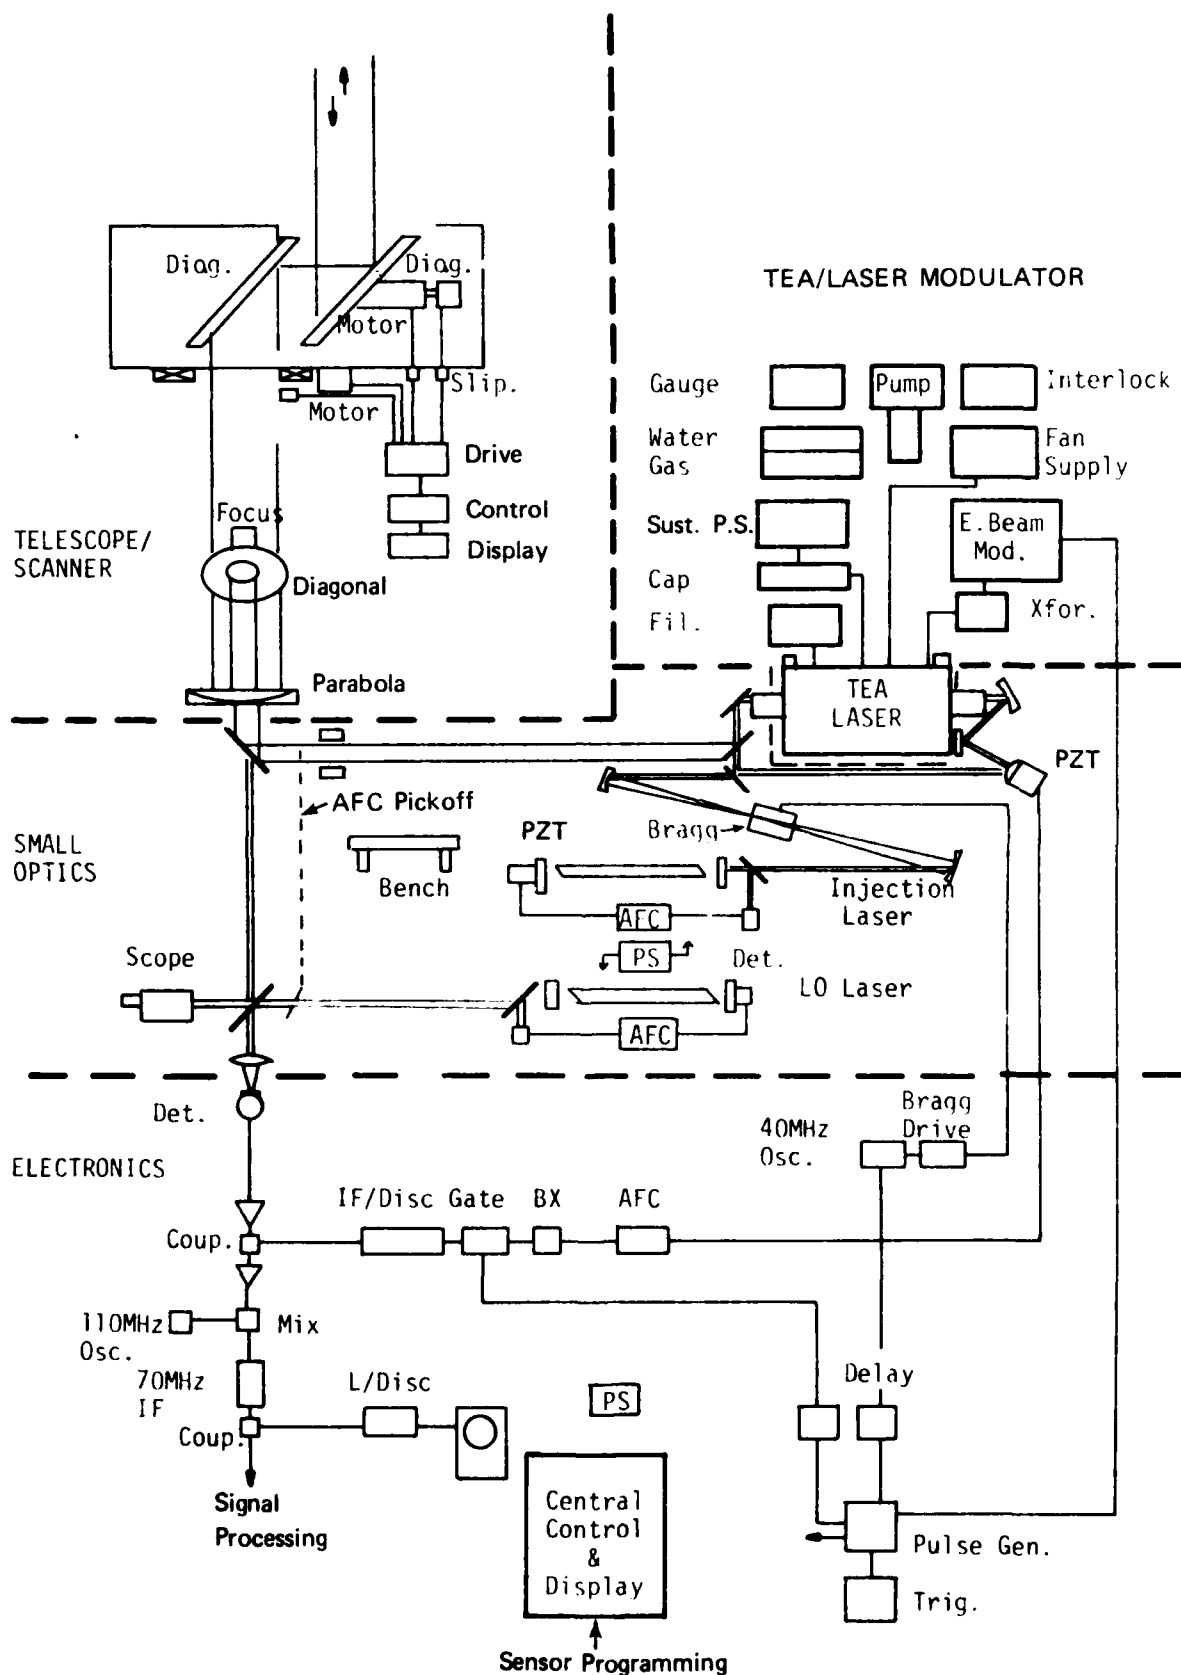 Diag.
Diag.
Motor
Slip.
Motor
Drive
Control
Display
Focus
TELESCOPE/
SCANNER
Diagonal
Parabola
TEA/LASER MODULATOR
Gauge
Pump
Interlock
Water
Gas
Fan
Supply
Sust. P.S.
E.Beam
Mod.
Cap
Xfor.
Fil.
TEA
LASER
PZT
AFC Pickoff
Bragg
PZT
SMALL
OPTICS
Bench
Injection
Laser
AFC
PS
Det.
Scope
LO Laser
AFC
Det.
Bragg
Drive
40MHz
Osc.
ELECTRONICS
IF/Disc
Gate
BX
AFC
Coup.
110MHz
Osc.
Mix
70MHz
IF
L/Disc
PS
Delay
Coup.
Signal
Processing
Central
Control
&
Display
Pulse Gen.
Trig.
Sensor Programming